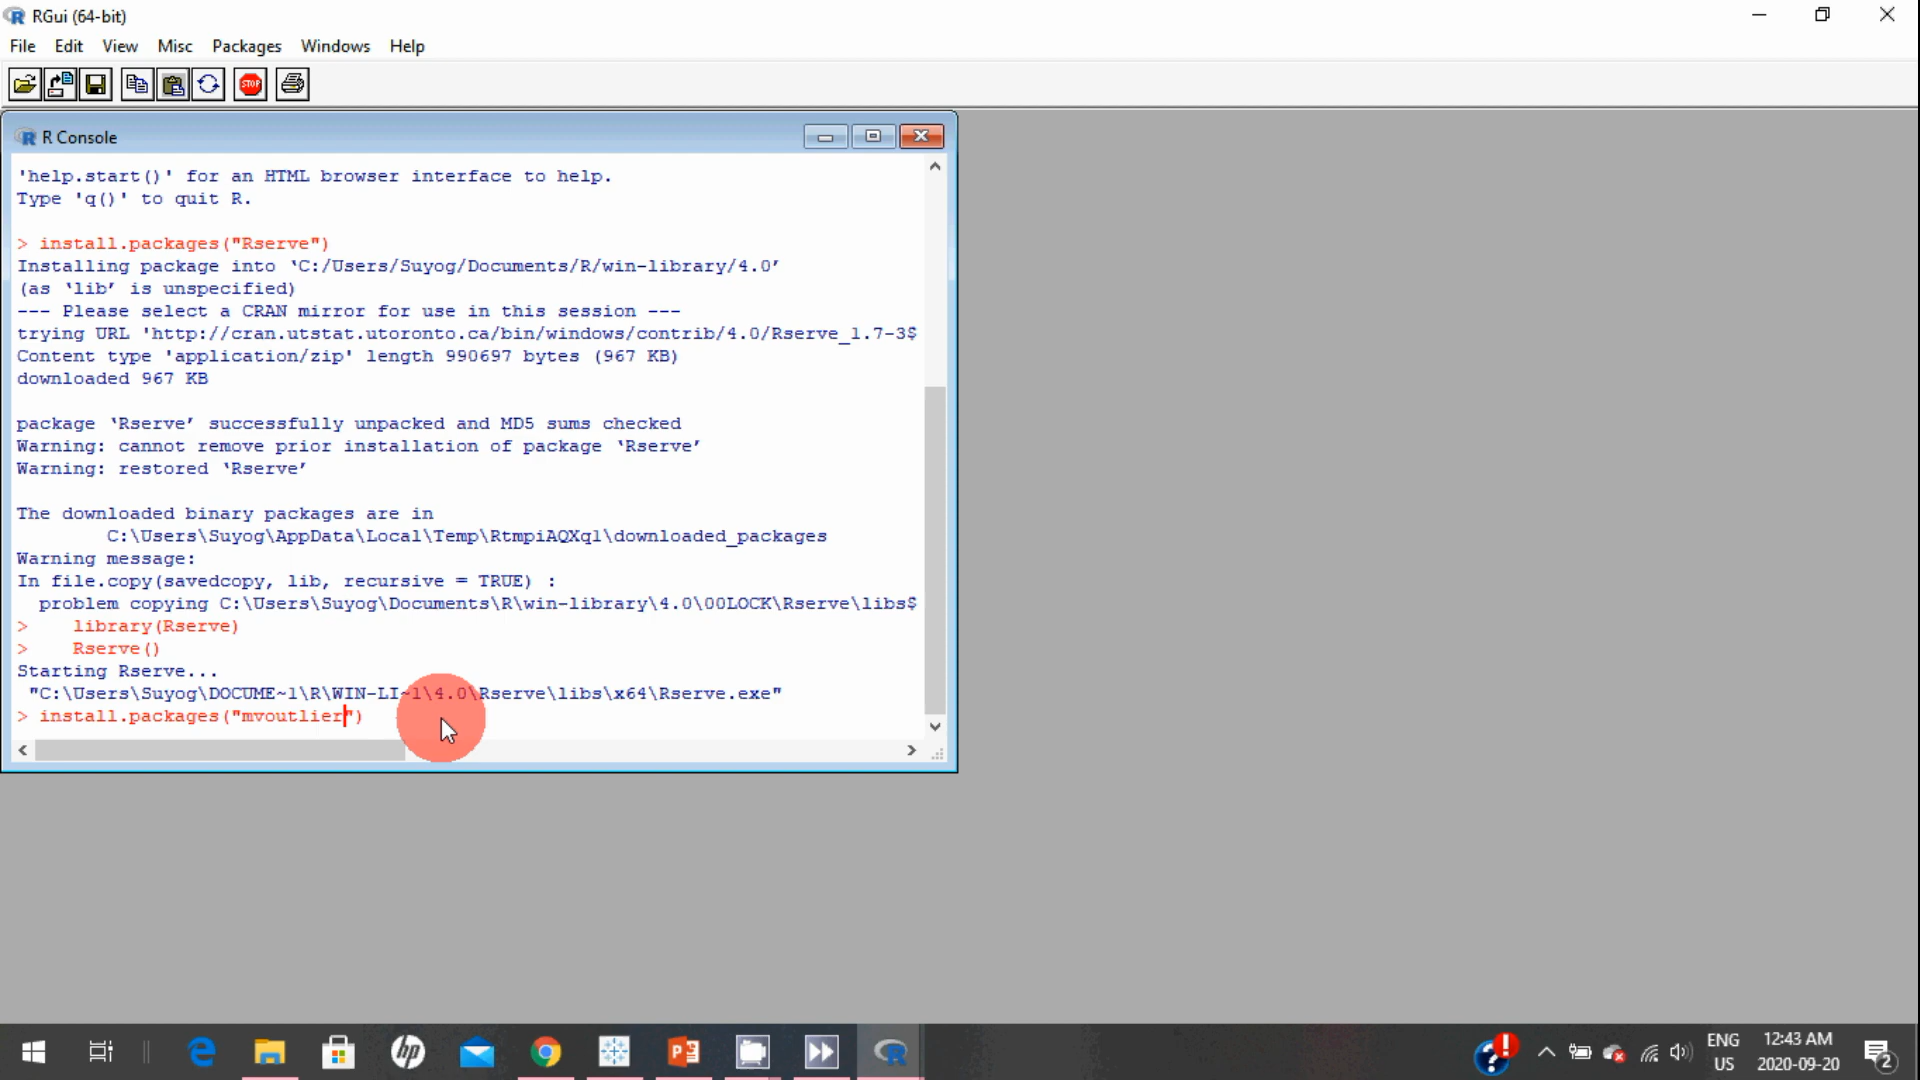 RGui (64-bit)
File Edit View Misc Packages Windows Help
STOP
R Console
'help.start()' for an HTML browser interface to help.
Type 'q()' to quit R.
> install.packages("Rserve")
Installing package into ‘C:/Users/Suyog/Documents/R/win-library/4.0’
(as ‘lib’ is unspecified)
--- Please select a CRAN mirror for use in this session ---
trying URL 'http://cran.utstat.utoronto.ca/bin/windows/contrib/4.0/Rserve_1.7-3$
Content type 'application/zip' length 990697 bytes (967 KB)
downloaded 967 KB
package ‘Rserve’ successfully unpacked and MD5 sums checked
Warning: cannot remove prior installation of package ‘Rserve’
Warning: restored ‘Rserve’
The downloaded binary packages are in
C:\Users\Suyog\AppData\Local\Temp\RtmpiAQXql\downloaded_packages
Warning message:
In file.copy(savedcopy, lib, recursive = TRUE) :
problem copying C:\Users\Suyog\Documents\R\win-library\4.0\00LOCK\Rserve\libs$
> library(Rserve)
> Rserve()
Starting Rserve...
"C:\Users\Suyog\DOCUME~1\R\WIN-LI~1\4.0\Rserve\libs\x64\Rserve.exe"
> install.packages("mvoutlier")
ENG
US
12:43 AM
2020-09-20
2